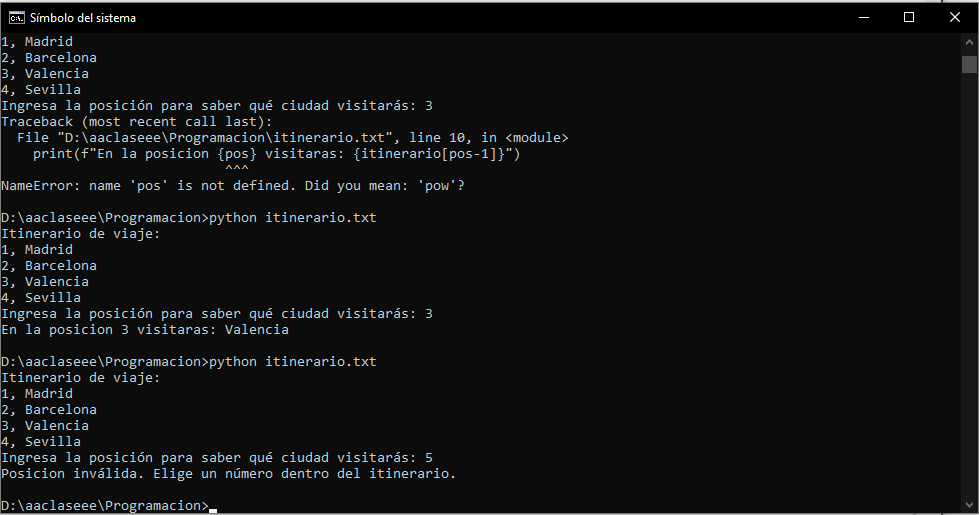 Símbolo del sistema
1, Madrid
2, Barcelona
3, Valencia
4, Sevilla
Ingresa la posición para saber qué ciudad visitarás: 3
Traceback (most recent call last):
  File "D:\aaclaseee\Programacion\itinerario.txt", line 10, in <module>
    print(f"En la posicion {pos} visitaras: {itinerario[pos-1]}")
                            ^^^
NameError: name 'pos' is not defined. Did you mean: 'pow'?
D:\aaclaseee\Programacion>python itinerario.txt
Itinerario de viaje:
1, Madrid
2, Barcelona
3, Valencia
4, Sevilla
Ingresa la posición para saber qué ciudad visitarás: 3
En la posicion 3 visitaras: Valencia
D:\aaclaseee\Programacion>python itinerario.txt
Itinerario de viaje:
1, Madrid
2, Barcelona
3, Valencia
4, Sevilla
Ingresa la posición para saber qué ciudad visitarás: 5
Posicion inválida. Elige un número dentro del itinerario.
D:\aaclaseee\Programacion>